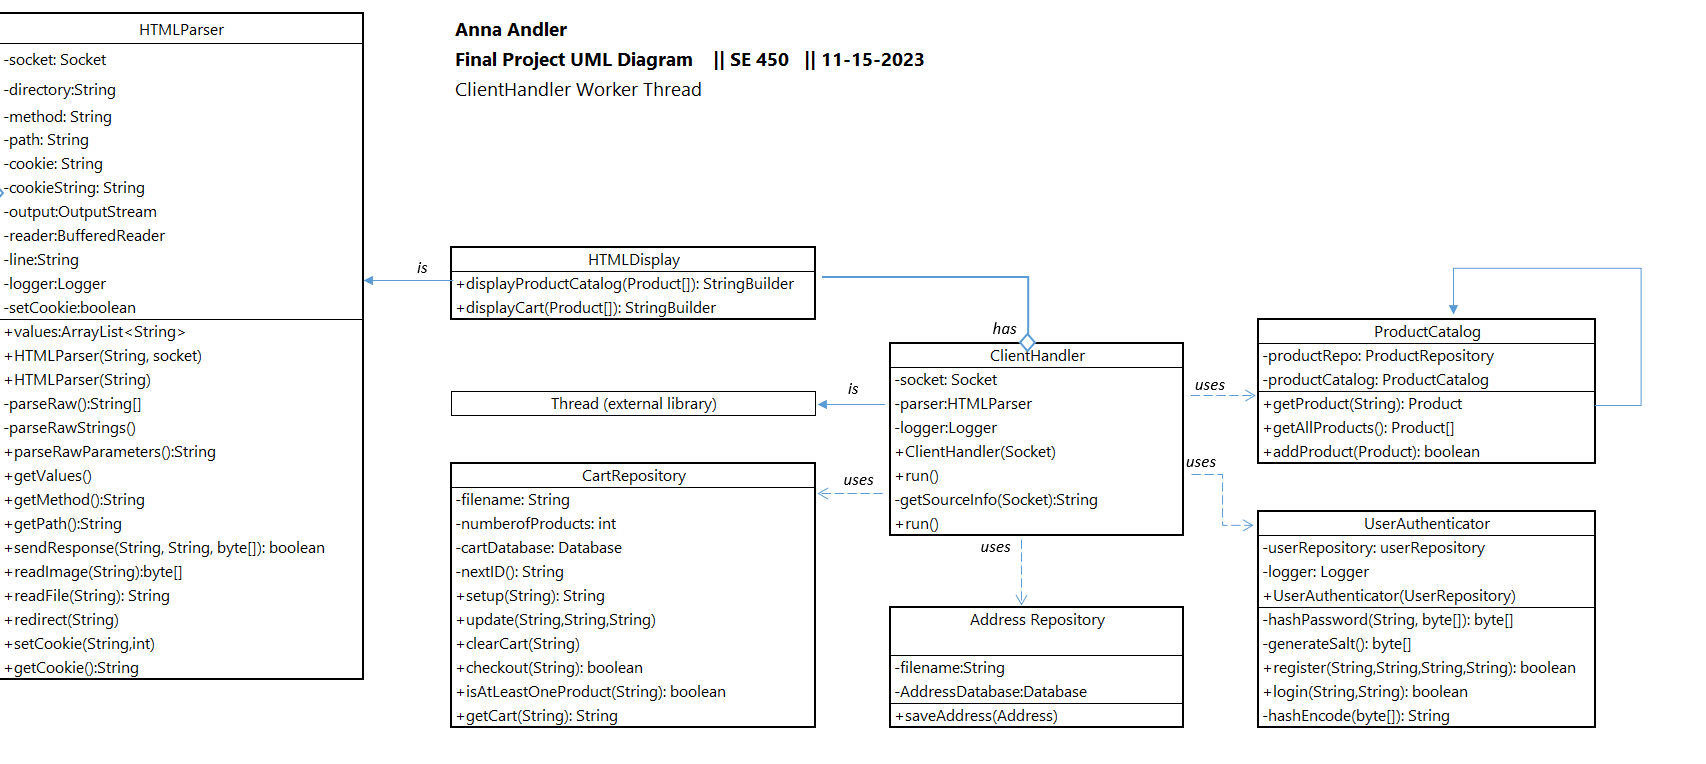 HTMLParser
-socket: Socket
-directory:String
-method: String
-path: String
-cookie: String
-cookieString: String
-output:OutputStream
-reader:BufferedReader
-line:String
-logger:Logger
-setCookie:boolean
+values:ArrayList<String>
+HTMLParser(String, socket)
+HTMLParser(String)
-parseRaw():String[]
-parseRawStrings()
+parseRawParameters():String
+getValues()
+getMethod():String
+getPath():String
+sendResponse(String, String, byte[]): boolean
+readImage(String):byte[]
+readFile(String): String
+redirect(String)
+setCookie(String,int)
+getCookie():String
Anna Andler
Final Project UML Diagram || SE 450 || 11-15-2023
ClientHandler Worker Thread
is
HTMLDisplay
+displayProductCatalog(Product[]): StringBuilder
+displayCart(Product[]): StringBuilder
has
Thread (external library)
is
CartRepository
-filename: String
-numberofProducts: int
-cartDatabase: Database
-nextID(): String
+setup(String): String
+update(String,String,String)
+clearCart(String)
+checkout(String): boolean
+isAtLeastOneProduct(String): boolean
+getCart(String): String
uses
ClientHandler
-socket: Socket
-parser:HTMLParser
-logger:Logger
+ClientHandler(Socket)
+run()
-getSourceInfo(Socket):String
+run()
uses
Address Repository
-filename:String
-AddressDatabase:Database
+saveAddress(Address)
uses
ProductCatalog
-productRepo: ProductRepository
-productCatalog: ProductCatalog
+getProduct(String): Product
+getAllProducts(): Product[]
+addProduct(Product): boolean
uses
UserAuthenticator
-userRepository: userRepository
-logger: Logger
+UserAuthenticator(UserRepository)
-hashPassword(String, byte[]): byte[]
-generateSalt(): byte[]
+register(String,String,String,String): boolean
+login(String,String): boolean
-hashEncode(byte[]): String